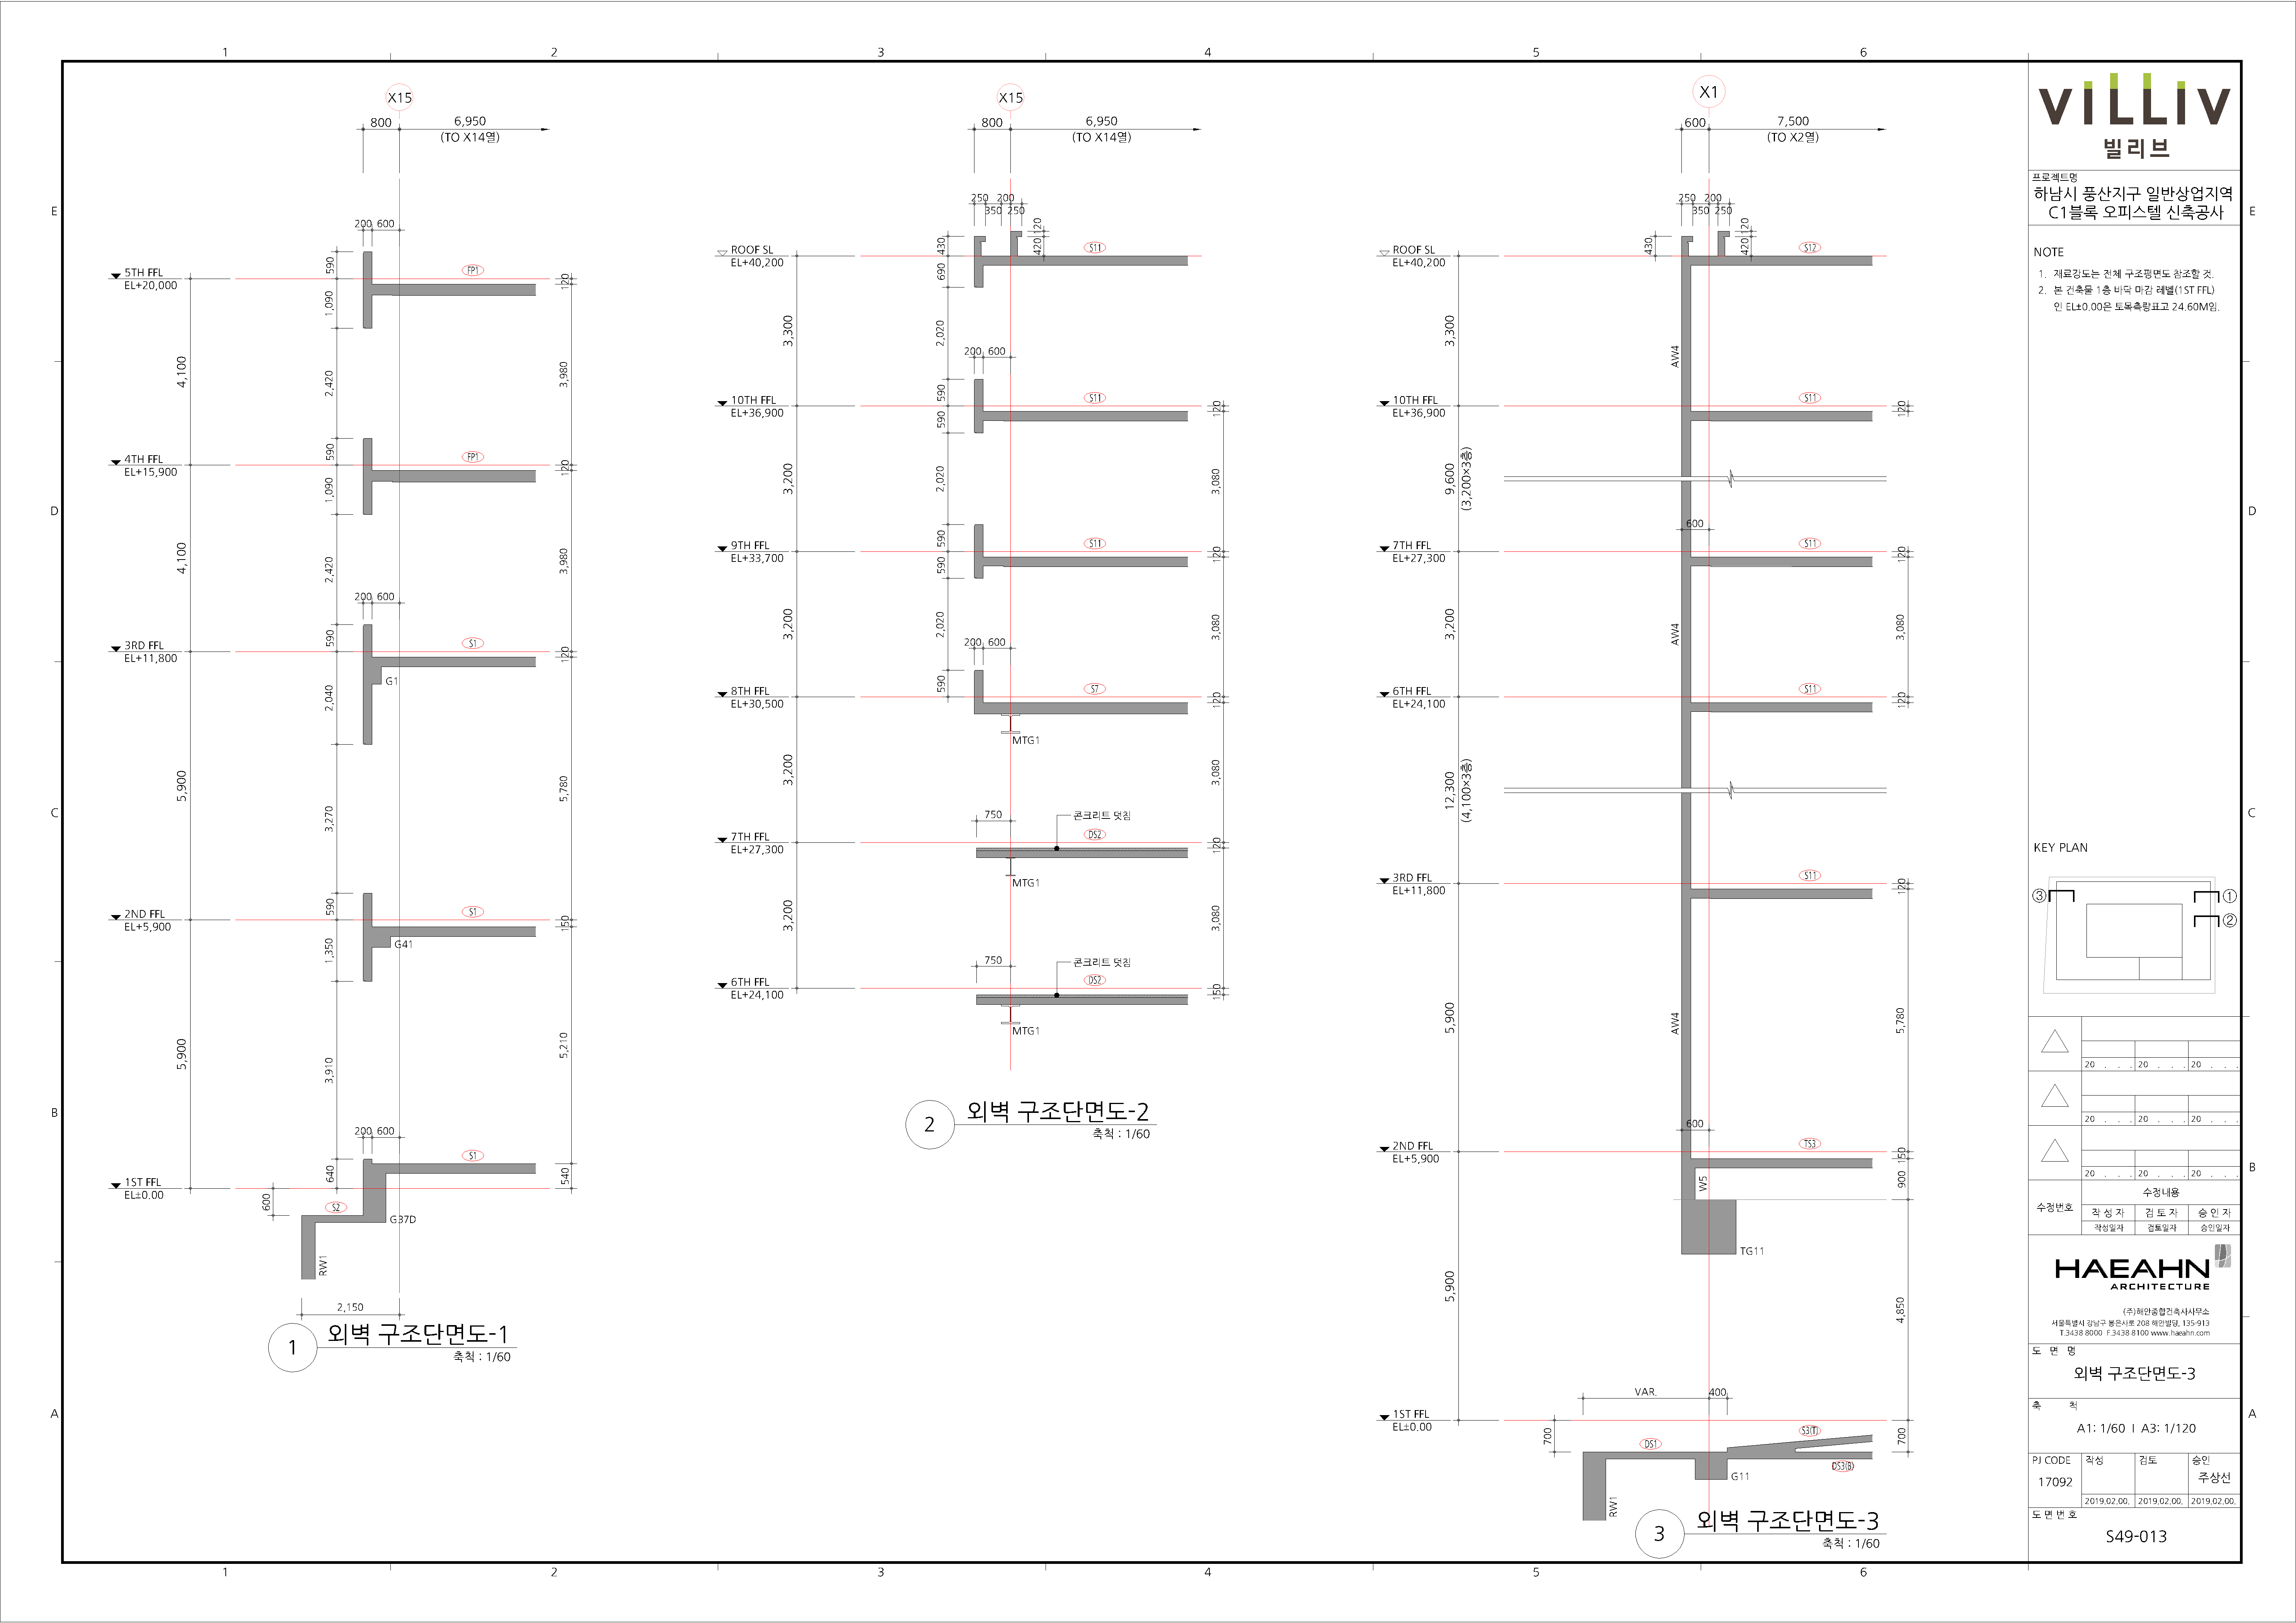 1
2
3
4
5
6
E
D
C
B
A
X15
800
6,950
(TO X14열)
200 600
5TH FFL
EL+20,000
590
1,090
FP1
120
4,100
2,420
3,980
4TH FFL
EL+15,900
590
1,090
FP1
120
4,100
2,420
3,980
200 600
3RD FFL
EL+11,800
590
2,040
S1
120
G1
5,900
3,270
5,780
2ND FFL
EL+5,900
590
1,350
S1
150
G41
5,900
3,910
5,210
200 600
1ST FFL
EL±0.00
640
600
S1
540
S2
G37D
RW1
2,150
1
외벽 구조단면도-1
축척 : 1/60
X15
800
6,950
(TO X14열)
250 200
350 250
120
420
430
690
ROOF SL
EL+40,200
S11
3,300
2,020
200 600
10TH FFL
EL+36,900
590
590
S11
120
3,200
2,020
3,080
9TH FFL
EL+33,700
590
590
S11
120
3,200
2,020
3,080
200 600
8TH FFL
EL+30,500
590
S7
120
MTG1
3,200
3,080
750
콘크리트 덧침
7TH FFL
EL+27,300
DS2
120
MTG1
3,200
3,080
750
콘크리트 덧침
6TH FFL
EL+24,100
DS2
150
MTG1
2
외벽 구조단면도-2
축척 : 1/60
X1
600
7,500
(TO X2열)
250 200
350 250
120
420
430
ROOF SL
EL+40,200
S12
3,300
AW4
10TH FFL
EL+36,900
S11
120
9,600
(3,200×3층)
600
7TH FFL
EL+27,300
S11
120
3,200
AW4
3,080
6TH FFL
EL+24,100
S11
120
12,300
(4,100×3층)
3RD FFL
EL+11,800
S11
120
5,900
AW4
5,780
600
2ND FFL
EL+5,900
TS3
150
900
W5
TG11
5,900
4,850
VAR.
400
1ST FFL
EL±0.00
700
DS1
S3(T)
700
DS3(B)
G11
RW1
3
외벽 구조단면도-3
축척 : 1/60
VILLIV
빌리브
프로젝트명
하남시 풍산지구 일반상업지역
C1블록 오피스텔 신축공사
NOTE
1. 재료강도는 전체 구조평면도 참조할 것.
2. 본 건축물 1층 바닥 마감 레벨(1ST FFL)
인 EL±0.00은 토목측량표고 24.60M임.
KEY PLAN
③
①
②
20 . . . 20 . . . 20 . . .
20 . . . 20 . . . 20 . . .
20 . . . 20 . . . 20 . . .
수정번호
수정내용
작 성 자 검 토 자 승 인 자
작성일자 검토일자 승인일자
HAEAHN
ARCHITECTURE
(주)해안종합건축사사무소
서울특별시 강남구 봉은사로 208 해안빌딩, 135-913
T.3438 8000 F.3438 8100 www.haeahn.com
도 면 명
외벽 구조단면도-3
축 척
A1: 1/60 I A3: 1/120
PJ CODE 작성 검토 승인
17092 주상선
2019.02.00. 2019.02.00. 2019.02.00.
도 면 번 호
S49-013
E
D
C
B
A
1
2
3
4
5
6